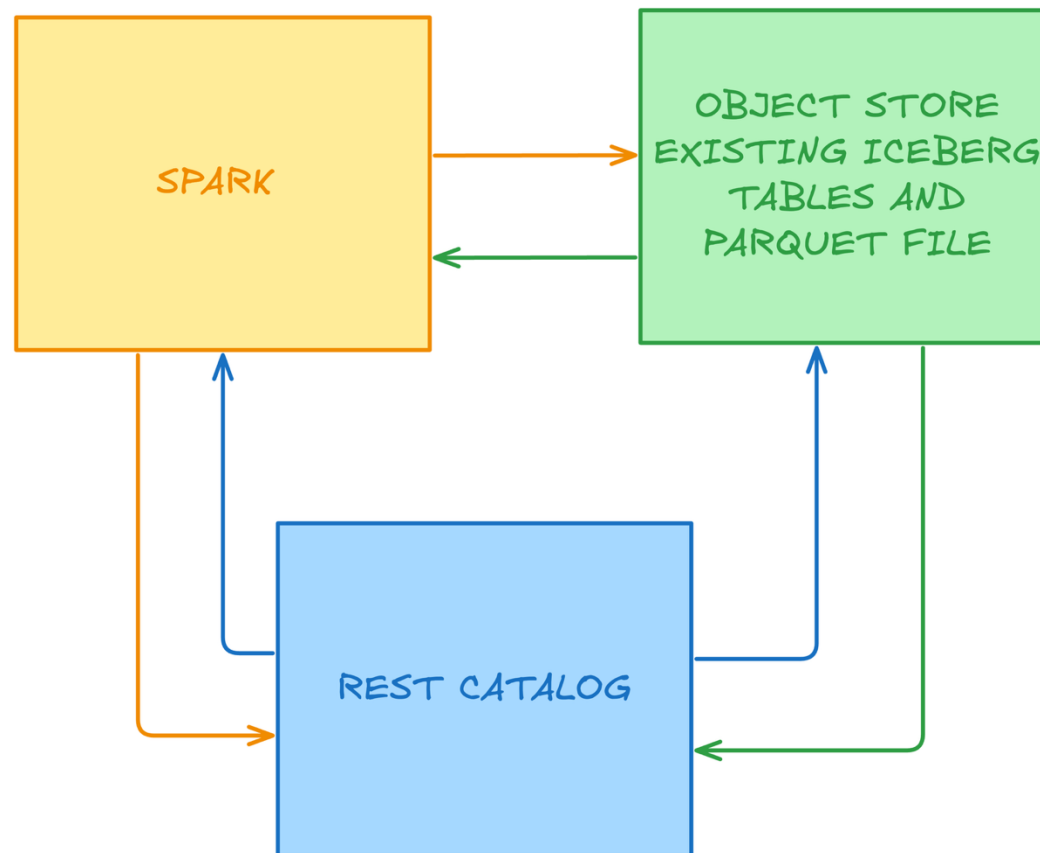 SPARK
OBJECT STORE
EXISTING ICEBERG
TABLES AND
PARQUET FILE
REST CATALOG